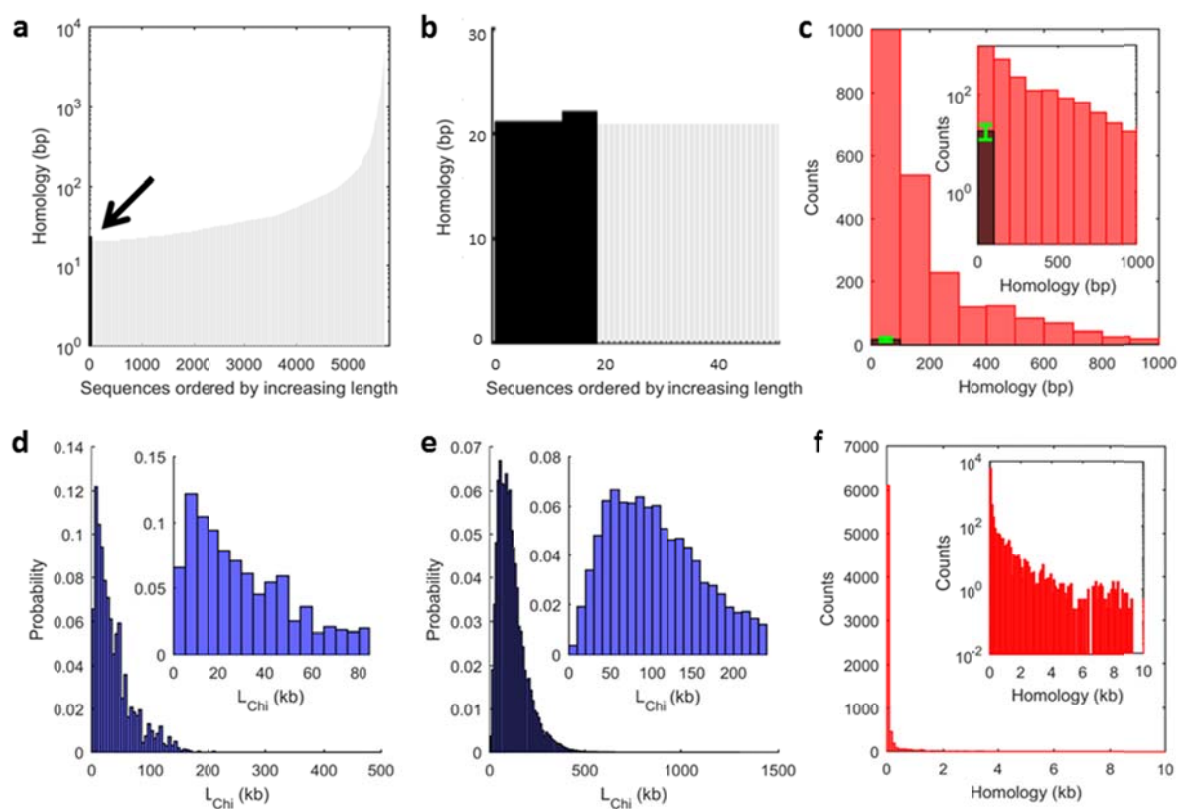 a
10^4
10^3
10^2
10^1
10^0
Homology (bp)
0 1000 2000 3000 4000 5000
Sequences ordered by increasing length
b
30
20
10
0
Homology (bp)
0 20 40
Sequences ordered by increasing length
c
1000
800
600
400
200
0
Counts
0 200 400 600 800 1000
Homology (bp)
10^2
10^0
Counts
0 500 1000
Homology (bp)
d
0.14
0.12
0.1
0.08
0.06
0.04
0.02
0
Probability
0 100 200 300 400 500
L_Chi (kb)
0.15
0.1
0.05
0
0 20 40 60 80
L_Chi (kb)
e
0.07
0.06
0.05
0.04
0.03
0.02
0.01
0
Probability
0 500 1000 1500
L_Chi (kb)
0.08
0.06
0.04
0.02
0
0 50 100 150 200
L_Chi (kb)
f
7000
6000
5000
4000
3000
2000
1000
0
Counts
0 2 4 6 8 10
Homology (kb)
10^4
10^2
10^0
10^-2
Counts
0 2 4 6 8 10
Homology (kb)